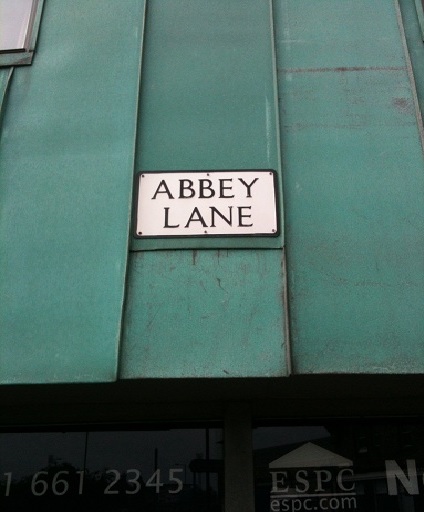 ABBEY
LANE
1 661 2345
ESPC
espc.com
N